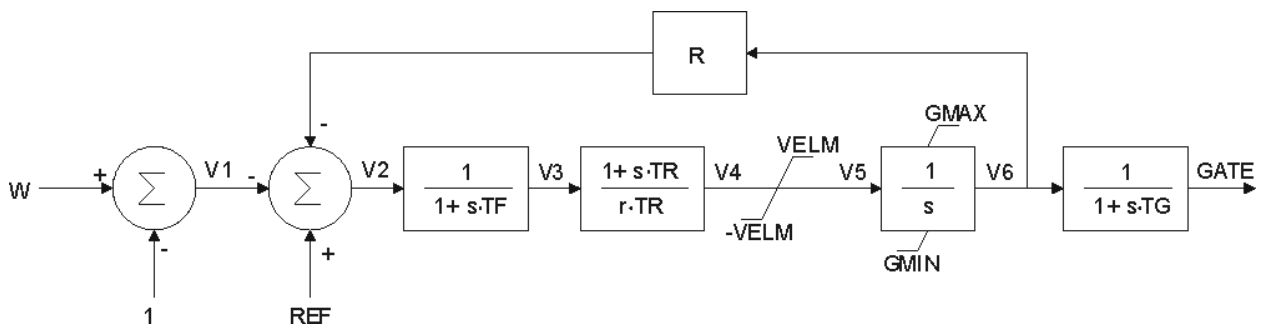 R
-
GMAX
VELM
W
+
Σ
V1
-
Σ
V2
1
1+ s·TF
V3
1+ s·TR
r·TR
V4
V5
1
s
V6
1
1+ s·TG
GATE
-VELM
GMIN
-
+
1
REF